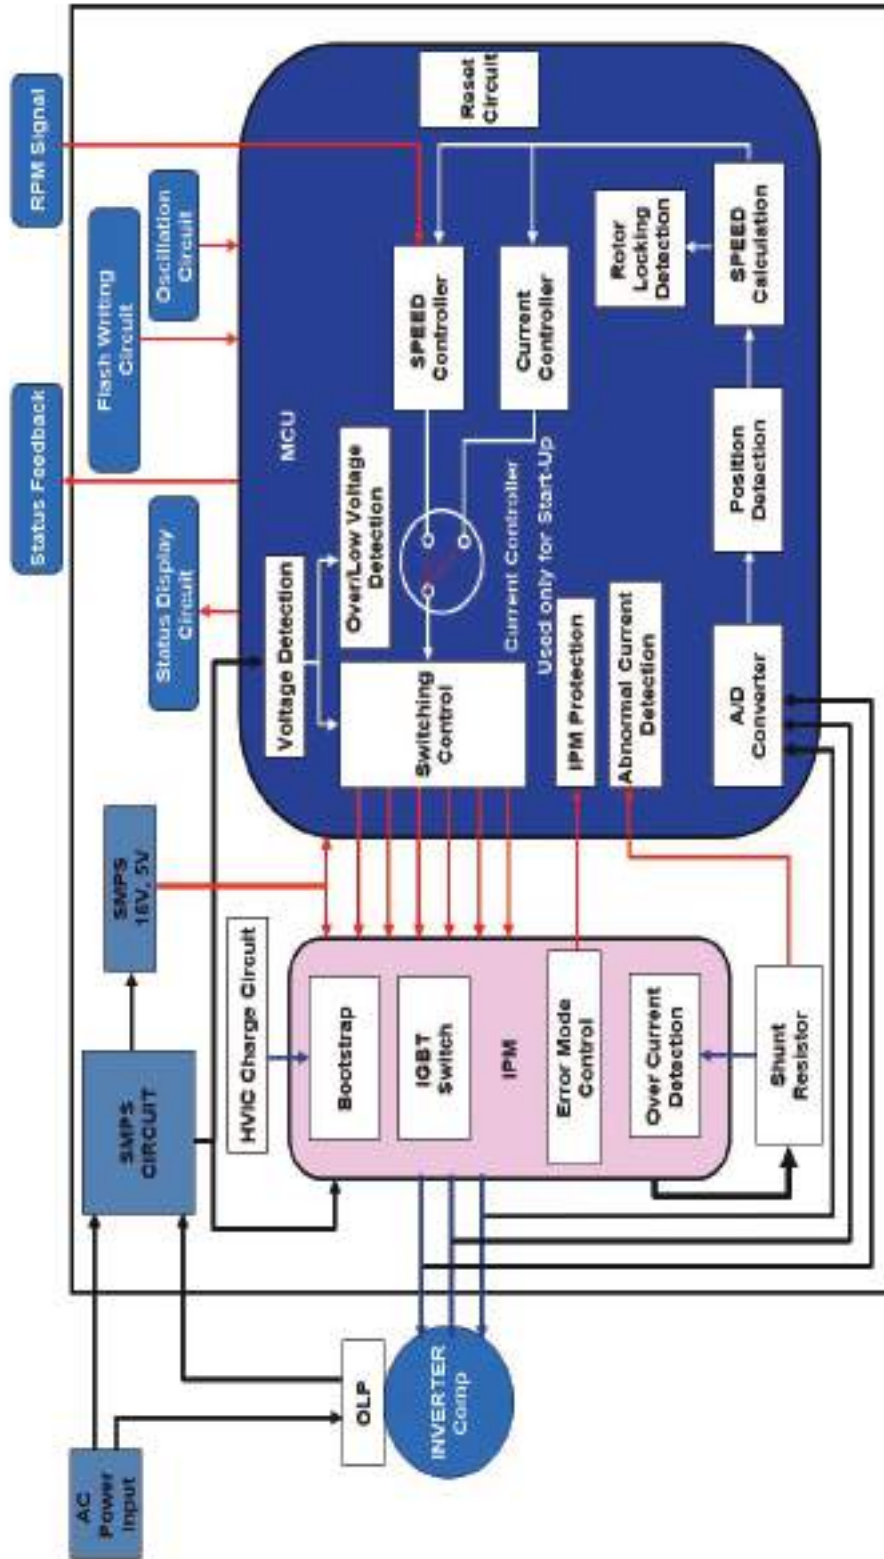 AC
Power
Input
SMPS
CIRCUIT
SMPS
16V, 5V
Status Display
Circuit
Status Feedback
Flash Writing
Circuit
Oscillation
Circuit
RPM Signal
OLP
INVERTER
Comp
HVIC Charge Circuit
Bootstrap
IGBT
Switch
IPM
Error Mode
Control
Over Current
Detection
Shunt
Resistor
MCU
Voltage Detection
Over/Low Voltage
Detection
Switching
Control
SPEED
Controller
Current
Controller
Current Controller
Used only for Start-Up
Reset
Circuit
IPM Protection
Abnormal Current
Detection
Rotor
Locking
Detection
A/D
Converter
Position
Detection
SPEED
Calculation